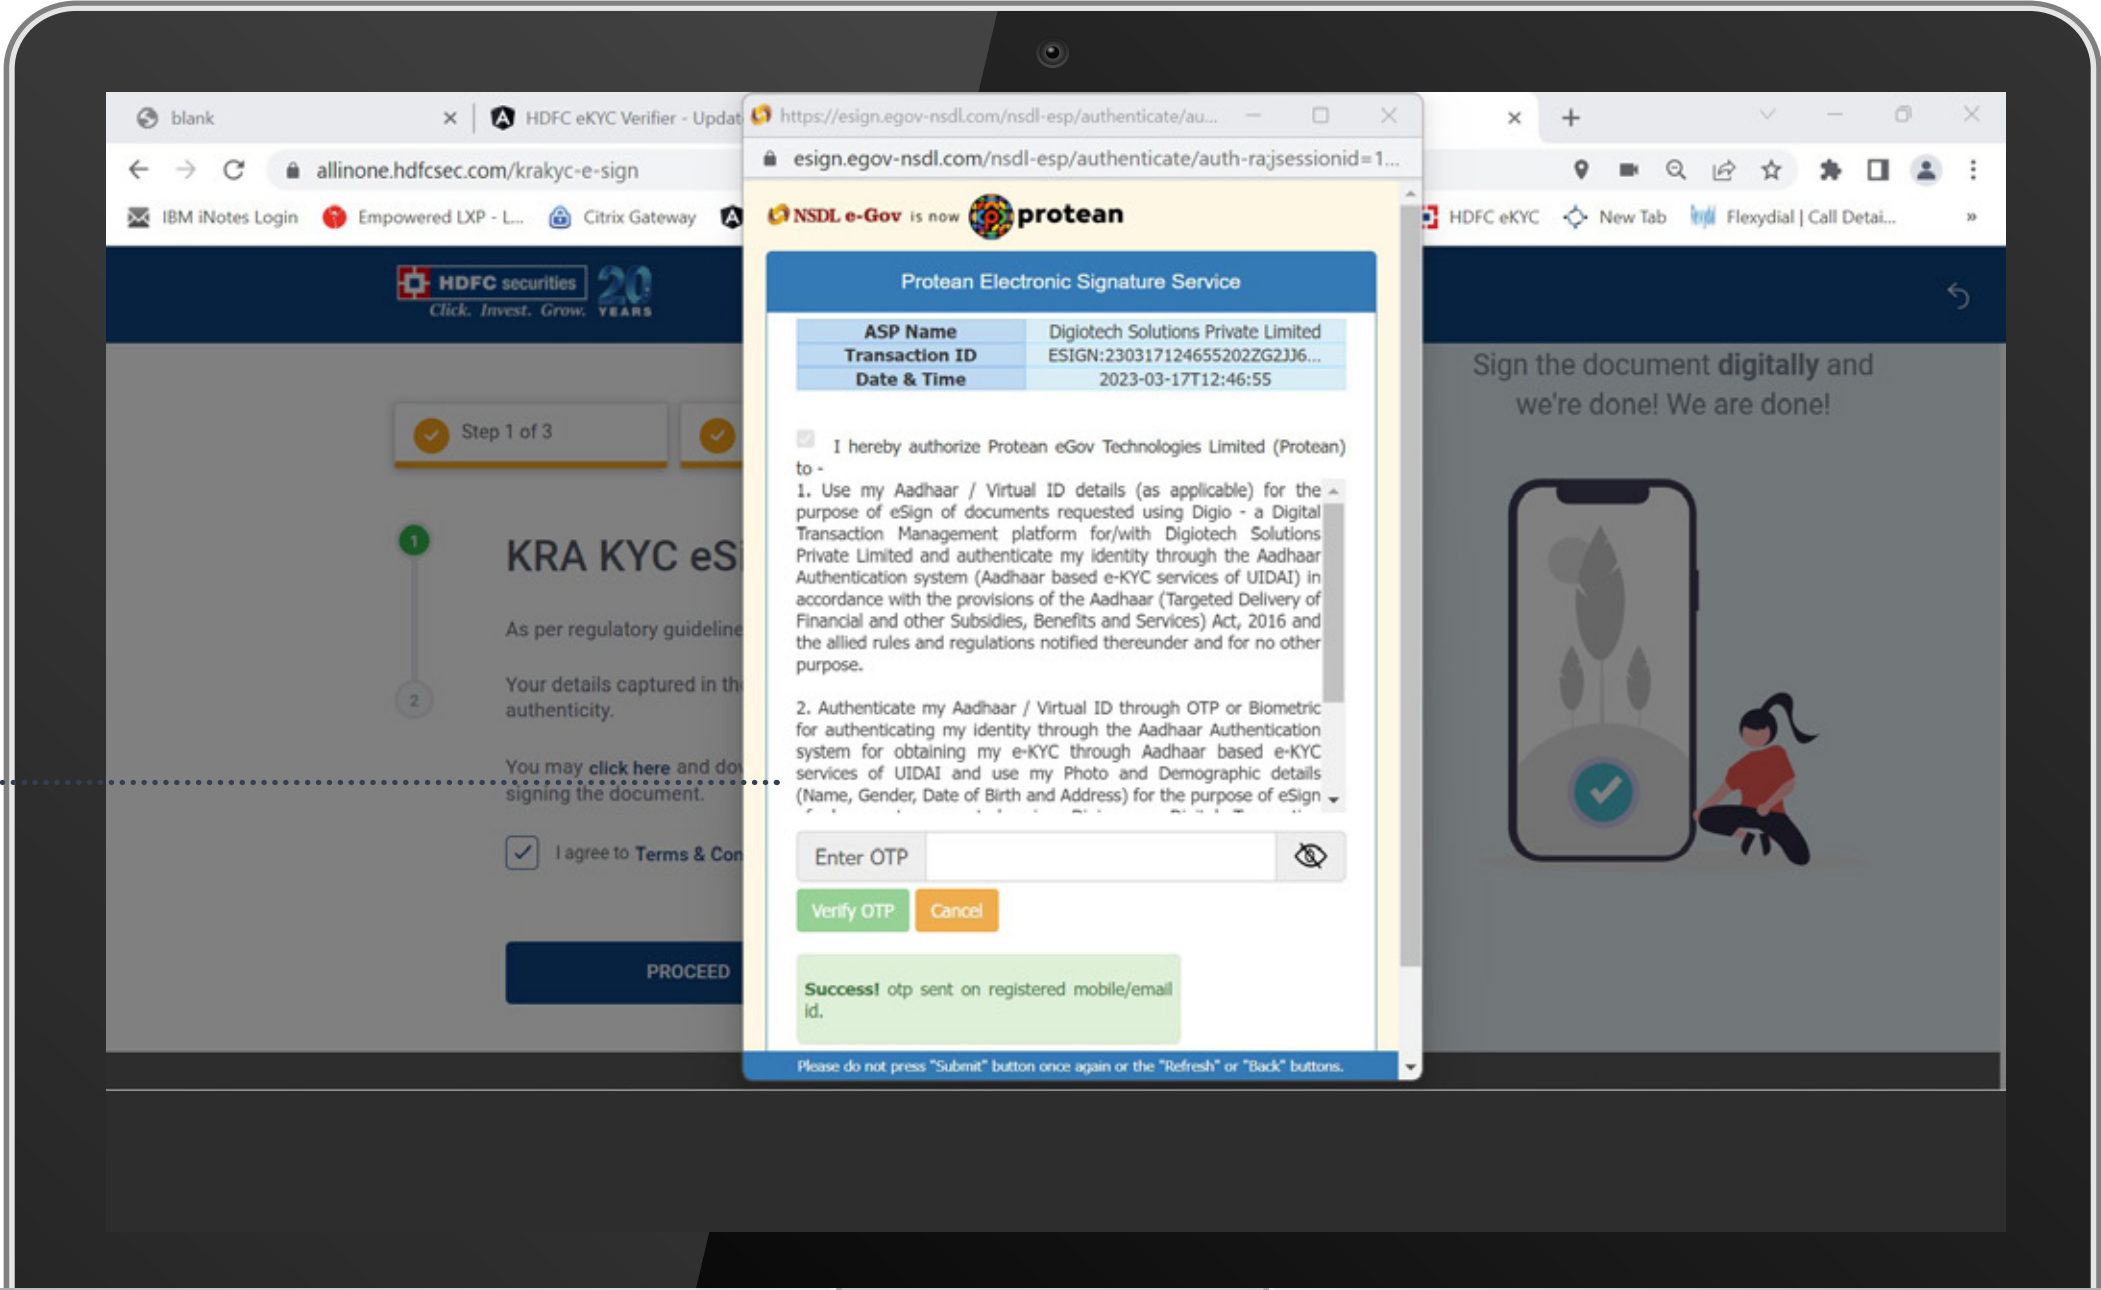 blank
HDFC eKYC Verifier - Updat
https://esign.egov-nsdl.com/nsdl-esp/authenticate/au...
allinone.hdfcsec.com/krakyc-e-sign
esign.egov-nsdl.com/nsdl-esp/authenticate/auth-ra;jsessionid=1...
IBM iNotes Login
Empowered LXP - L...
Citrix Gateway
HDFC eKYC
New Tab
Flexydial | Call Detai...
»
NSDL e-Gov is now protean
HDFC securities
Click. Invest. Grow.
20
YEARS
Protean Electronic Signature Service
ASP Name Digiotech Solutions Private Limited
Transaction ID ESIGN:230317124655202ZG2JJ6...
Date & Time 2023-03-17T12:46:55
Step 1 of 3
1
KRA KYC eSi
As per regulatory guideline
Your details captured in the
authenticity.
2
You may click here and dov
signing the document.
I agree to Terms & Con
PROCEED
I hereby authorize Protean eGov Technologies Limited (Protean)
to -
1. Use my Aadhaar / Virtual ID details (as applicable) for the
purpose of eSign of documents requested using Digio - a Digital
Transaction Management platform for/with Digiotech Solutions
Private Limited and authenticate my identity through the Aadhaar
Authentication system (Aadhaar based e-KYC services of UIDAI) in
accordance with the provisions of the Aadhaar (Targeted Delivery of
Financial and other Subsidies, Benefits and Services) Act, 2016 and
the allied rules and regulations notified thereunder and for no other
purpose.
2. Authenticate my Aadhaar / Virtual ID through OTP or Biometric
for authenticating my identity through the Aadhaar Authentication
system for obtaining my e-KYC through Aadhaar based e-KYC
services of UIDAI and use my Photo and Demographic details
(Name, Gender, Date of Birth and Address) for the purpose of eSign
Enter OTP
Verify OTP
Cancel
Success! otp sent on registered mobile/email
id.
Please do not press "Submit" button once again or the "Refresh" or "Back" buttons.
Sign the document digitally and
we're done! We are done!